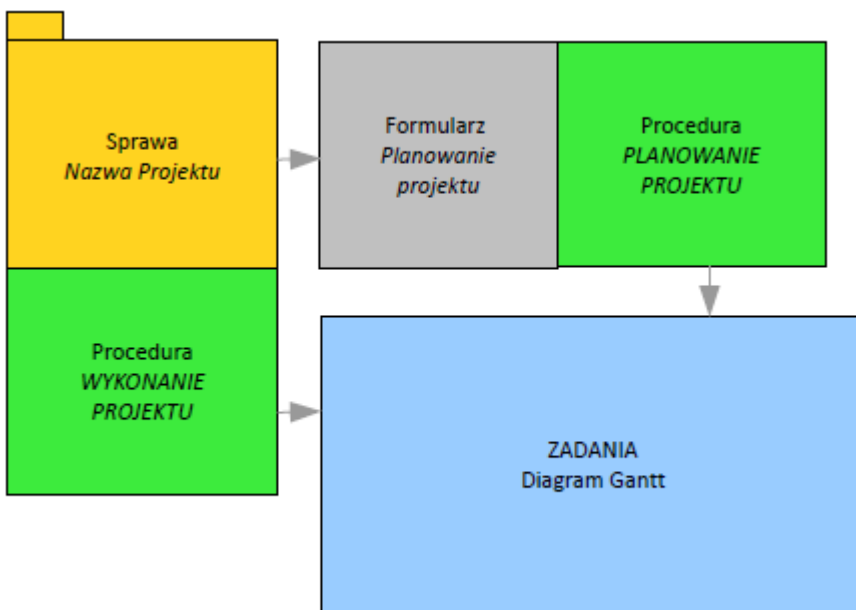 Sprawa
Nazwa Projektu
Formularz
Planowanie
projektu
Procedura
PLANOWANIE
PROJEKTU
Procedura
WYKONANIE
PROJEKTU
ZADANIA
Diagram Gantt